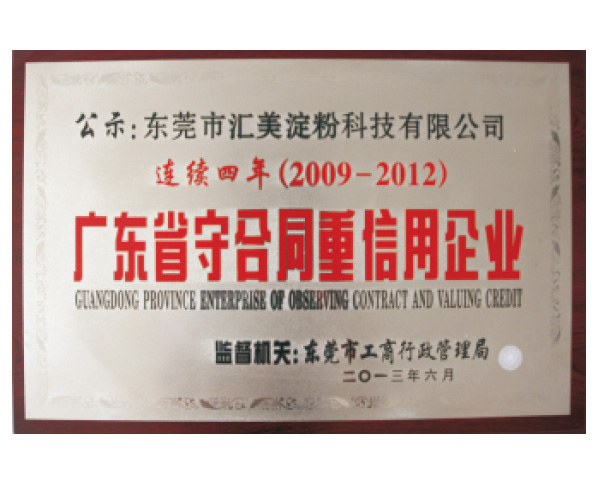 公示:东莞市汇美淀粉科技有限公司
连续四年(2009-2012)
广东省守合同重信用企业
GUANGDONG PROVINCE ENTERPRISE OF OBSERVING CONTRACT AND VALUING CREDIT
监督机关:东莞市工商行政管理局
二〇一三年六月